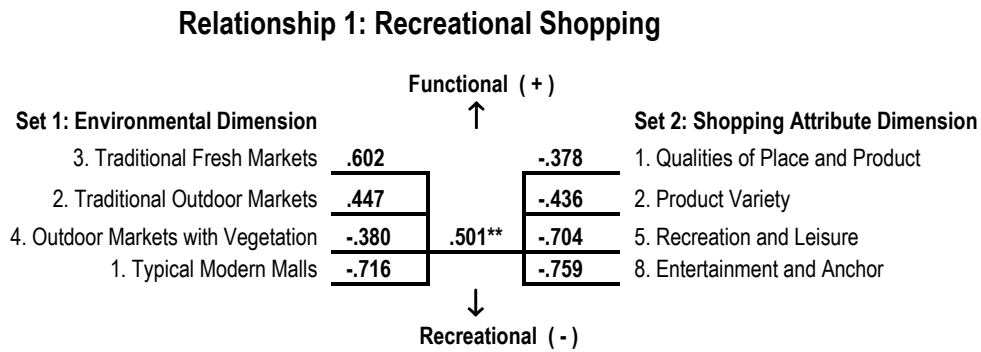 Relationship 1: Recreational Shopping
Functional ( + )
↑
Set 1: Environmental Dimension Set 2: Shopping Attribute Dimension
3. Traditional Fresh Markets .602 -.378 1. Qualities of Place and Product
2. Traditional Outdoor Markets .447 -.436 2. Product Variety
4. Outdoor Markets with Vegetation -.380 .501** -.704 5. Recreation and Leisure
1. Typical Modern Malls -.716 -.759 8. Entertainment and Anchor
↓
Recreational ( - )